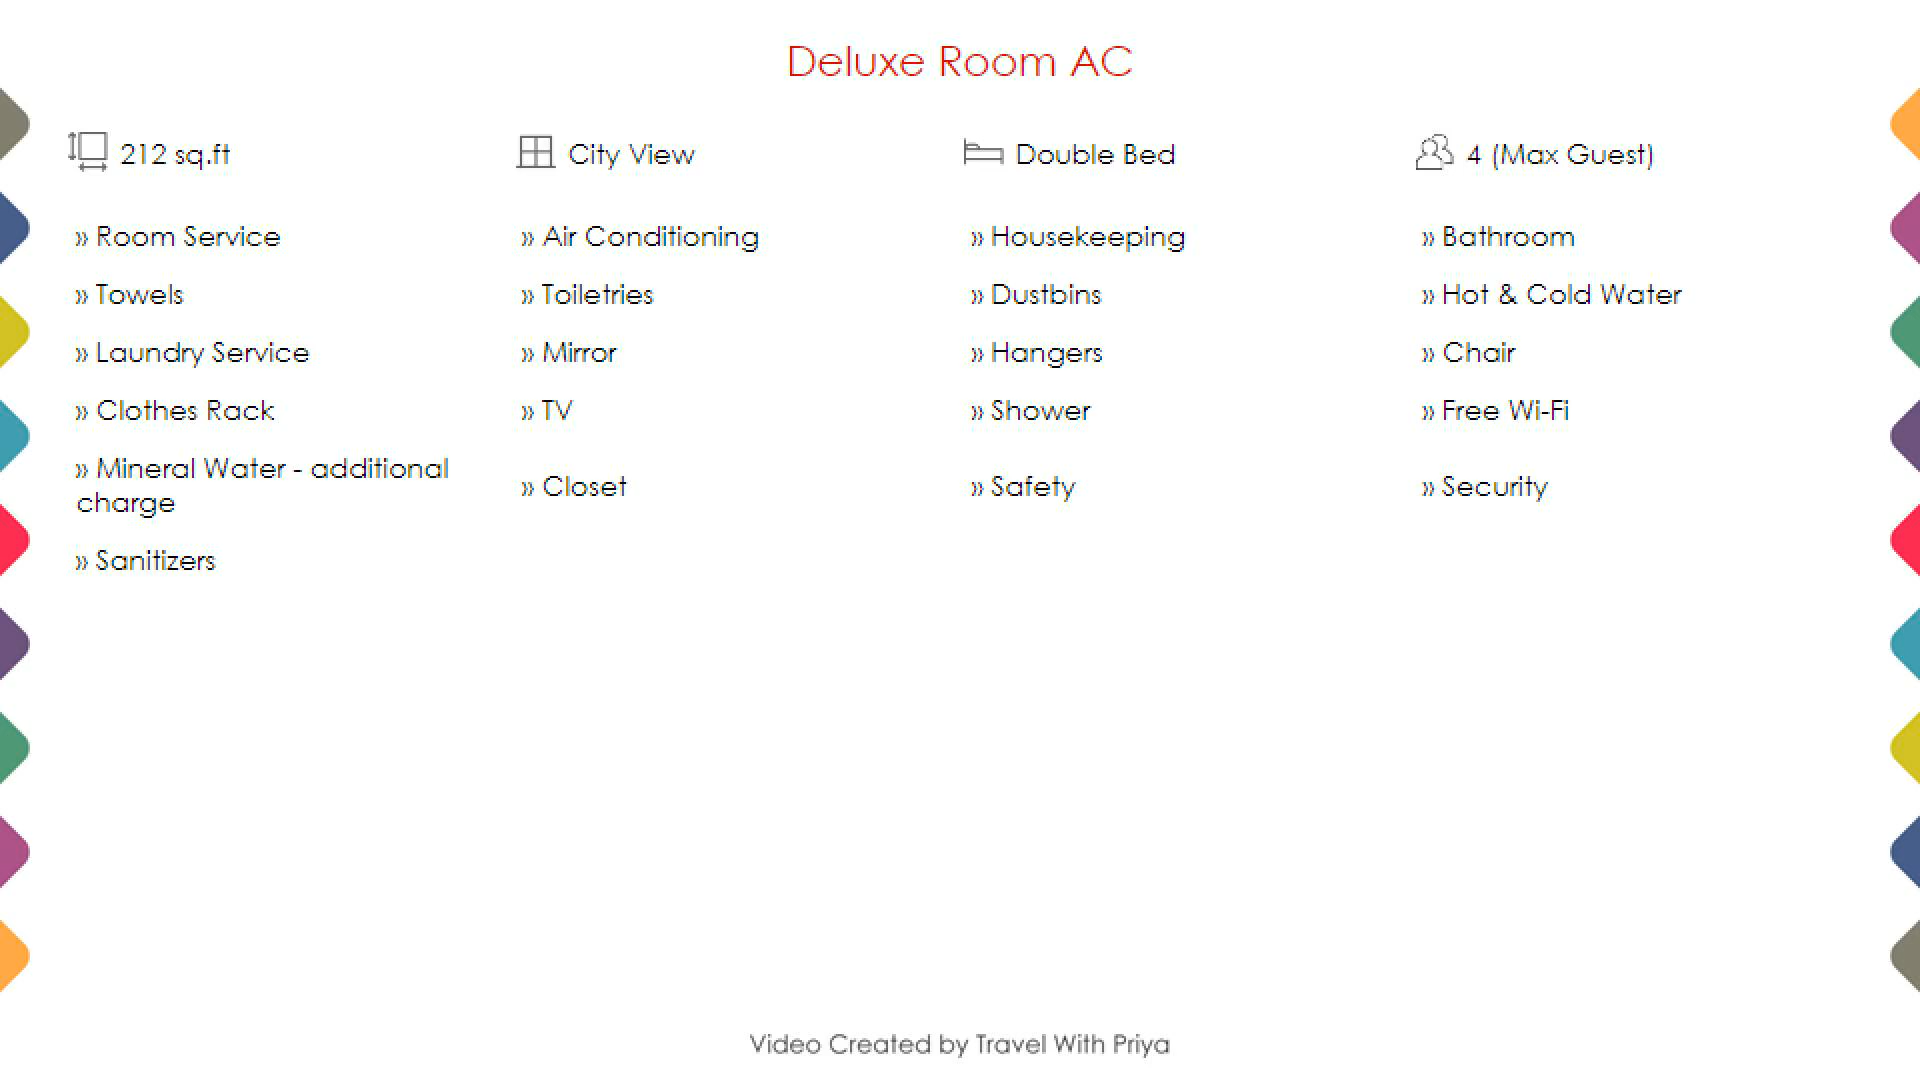 Deluxe Room AC
212 sq.ft
City View
Double Bed
4 (Max Guest)
» Room Service
» Air Conditioning
» Housekeeping
» Bathroom
» Towels
» Toiletries
» Dustbins
» Hot & Cold Water
» Laundry Service
» Mirror
» Hangers
» Chair
» Clothes Rack
» TV
» Shower
» Free Wi-Fi
» Mineral Water - additional
charge
» Closet
» Safety
» Security
» Sanitizers
Video Created by Travel With Priya